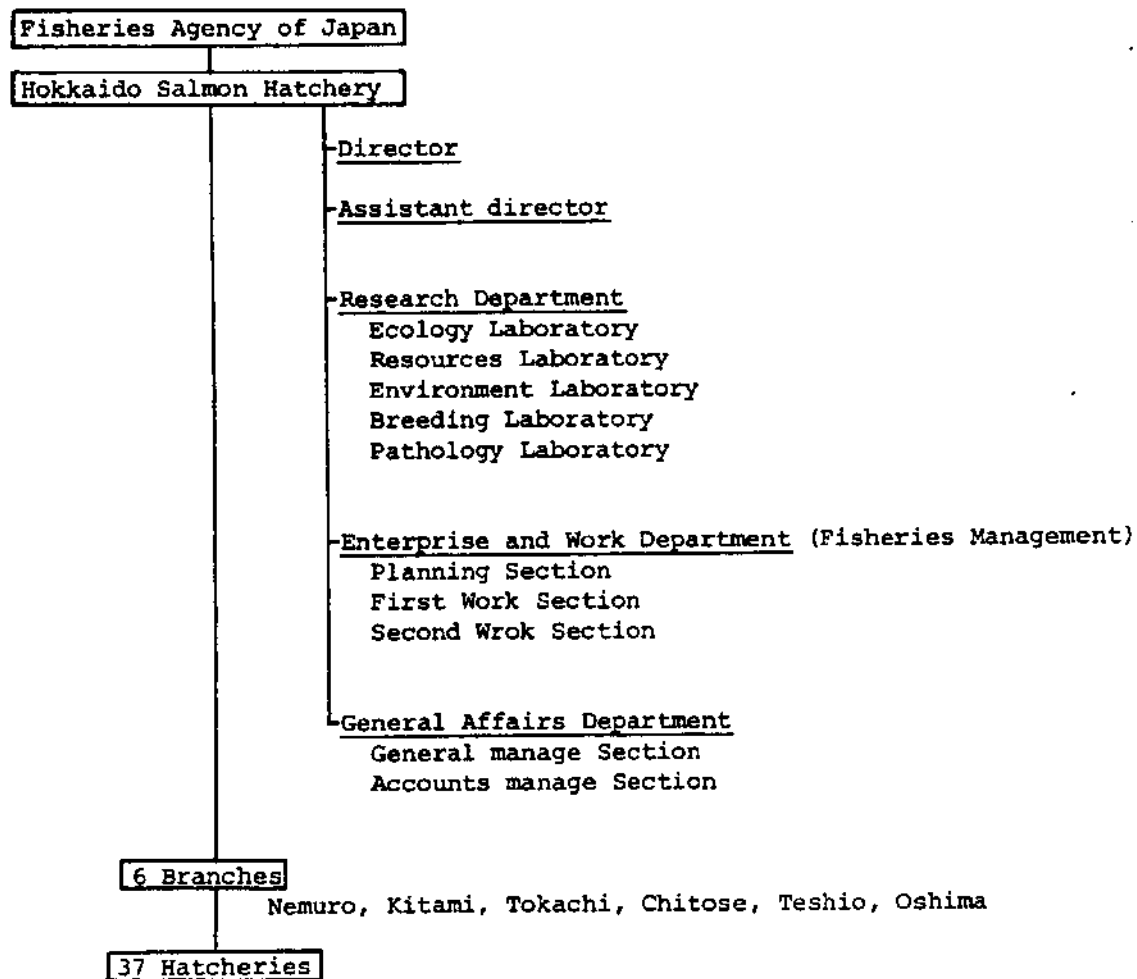 Fisheries Agency of Japan
Hokkaido Salmon Hatchery
Director
Assistant director
Research Department
Ecology Laboratory
Resources Laboratory
Environment Laboratory
Breeding Laboratory
Pathology Laboratory
Enterprise and Work Department (Fisheries Management)
Planning Section
First Work Section
Second Wrok Section
General Affairs Department
General manage Section
Accounts manage Section
6 Branches
Nemuro, Kitami, Tokachi, Chitose, Teshio, Oshima
37 Hatcheries